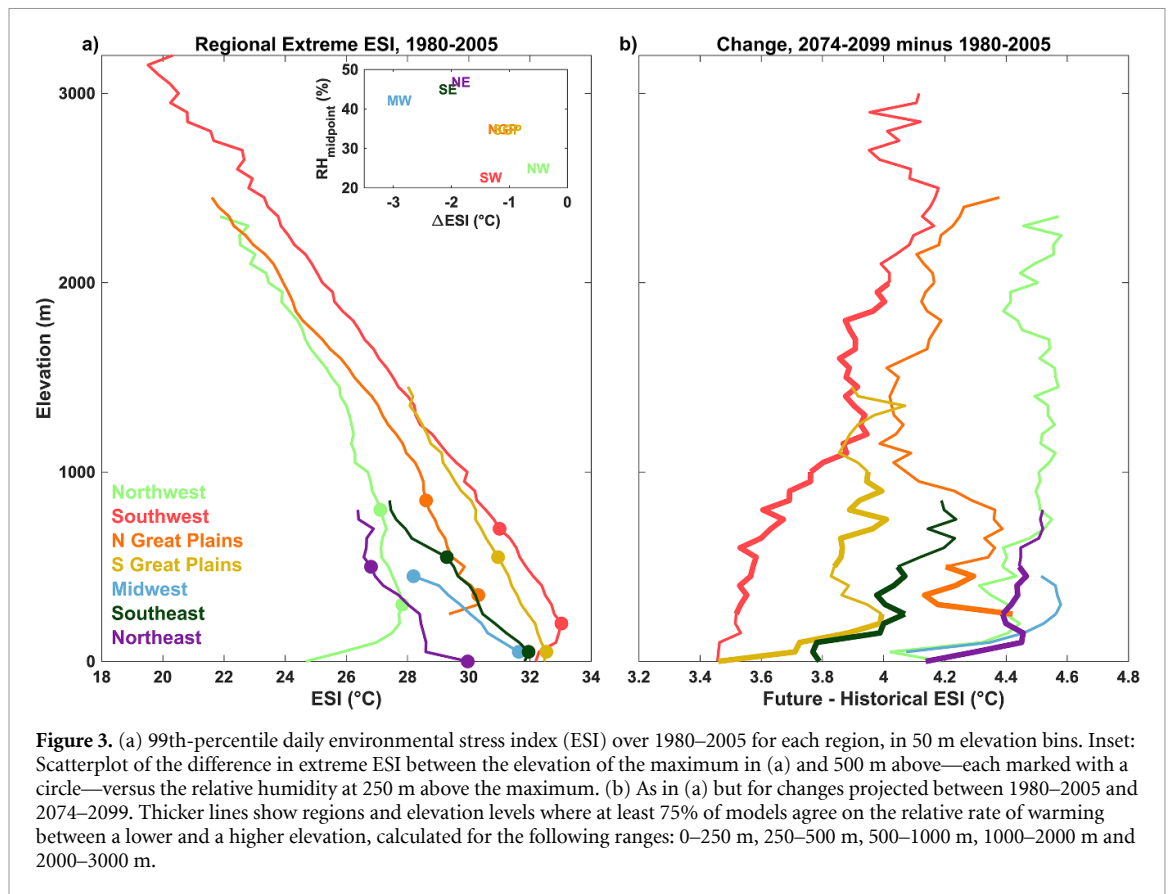 a)
Regional Extreme ESI, 1980-2005
b)
Change, 2074-2099 minus 1980-2005
Elevation (m)
3000
2000
1000
0
RHmidpoint (%)
50
40
30
20
MW
SE
NE
SW
NW
-3
-2
-1
0
ΔESI (°C)
Northwest
Southwest
N Great Plains
S Great Plains
Midwest
Southeast
Northeast
18
20
22
24
26
28
30
32
34
ESI (°C)
3.2
3.4
3.6
3.8
4
4.2
4.4
4.6
4.8
Future - Historical ESI (°C)
Figure 3. (a) 99th-percentile daily environmental stress index (ESI) over 1980–2005 for each region, in 50 m elevation bins. Inset:
Scatterplot of the difference in extreme ESI between the elevation of the maximum in (a) and 500 m above—each marked with a
circle—versus the relative humidity at 250 m above the maximum. (b) As in (a) but for changes projected between 1980–2005 and
2074–2099. Thicker lines show regions and elevation levels where at least 75% of models agree on the relative rate of warming
between a lower and a higher elevation, calculated for the following ranges: 0–250 m, 250–500 m, 500–1000 m, 1000–2000 m and
2000–3000 m.